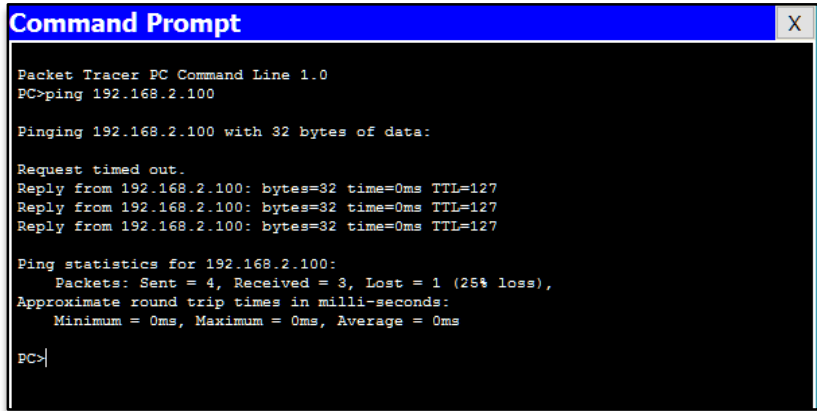 Command Prompt
X
Packet Tracer PC Command Line 1.0
PC>ping 192.168.2.100
Pinging 192.168.2.100 with 32 bytes of data:
Request timed out.
Reply from 192.168.2.100: bytes=32 time=0ms TTL=127
Reply from 192.168.2.100: bytes=32 time=0ms TTL=127
Reply from 192.168.2.100: bytes=32 time=0ms TTL=127
Ping statistics for 192.168.2.100:
Packets: Sent = 4, Received = 3, Lost = 1 (25% loss),
Approximate round trip times in milli-seconds:
Minimum = 0ms, Maximum = 0ms, Average = 0ms
PC>